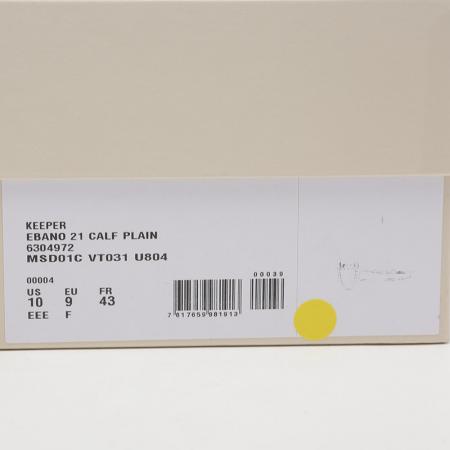 KEEPER
EBANO 21 CALF PLAIN
6304972
MSD01C VT031 U804
00004
US EU FR
10 9 43
EEE F
00039
7 617659 981913